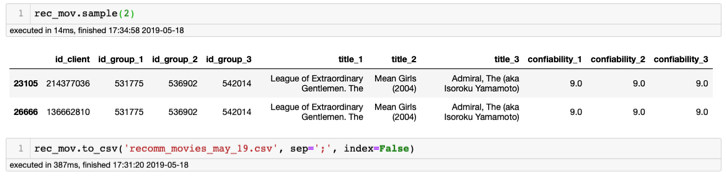 1 rec_mov.sample(2)
executed in 14ms, finished 17:34:58 2019-05-18
id_client id_group_1 id_group_2 id_group_3 title_1 title_2 title_3 confiability_1 confiability_2 confiability_3
23105 214377036 531775 536902 542014 League of Extraordinary Mean Girls Admiral, The (aka 9.0 9.0 9.0
Gentlemen. The (2004) Isoroku Yamamoto)
26666 136662810 531775 536902 542014 League of Extraordinary Mean Girls Admiral, The (aka 9.0 9.0 9.0
Gentlemen. The (2004) Isoroku Yamamoto)
1 rec_mov.to_csv('recomm_movies_may_19.csv', sep=';', index=False)
executed in 387ms, finished 17:31:20 2019-05-18